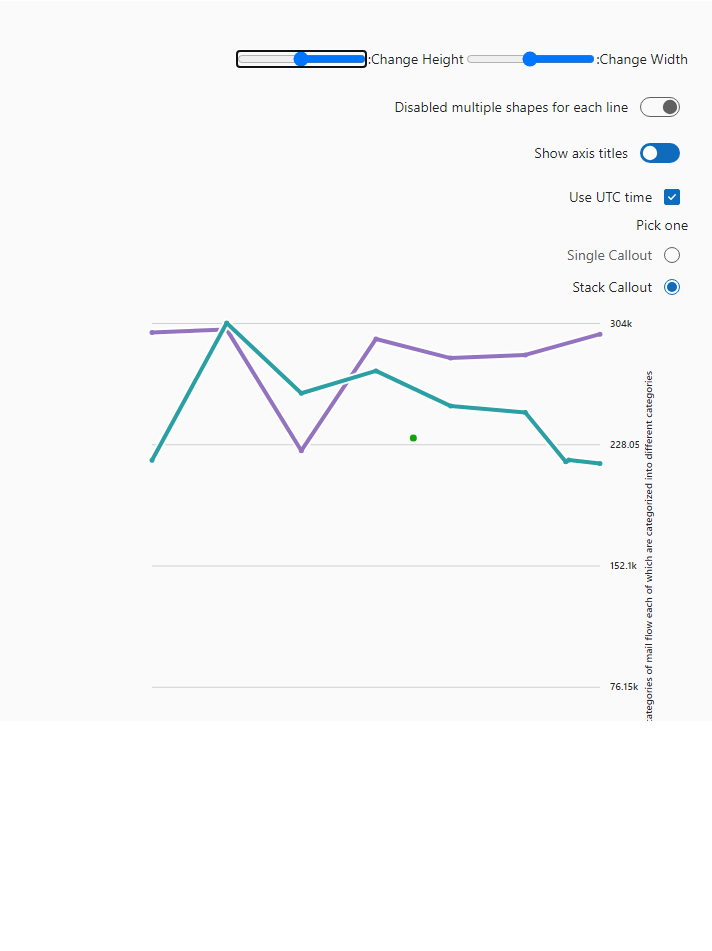 Change Width:
Change Height:
Disabled multiple shapes for each line
Show axis titles
Use UTC time
Pick one
Single Callout
Stack Callout
304k
228.05
152.1k
76.15k
categories of mail flow each of which are categorized into different categories